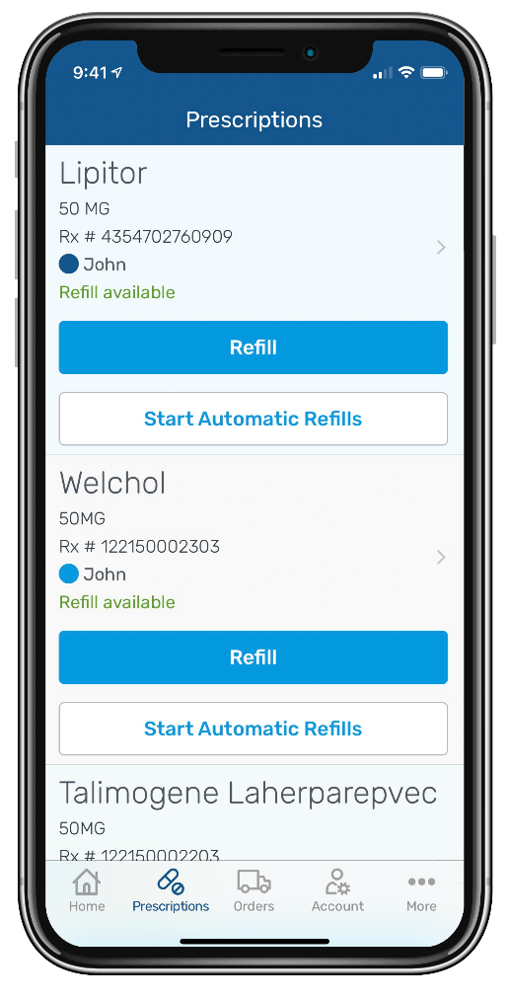 9:41
Prescriptions
Lipitor
50 MG
Rx # 4354702760909
John
Refill available
Refill
Start Automatic Refills
Welchol
50MG
Rx # 122150002303
John
Refill available
Refill
Start Automatic Refills
Talimogene Laherparepvec
50MG
Rx # 122150002203
Home Prescriptions Orders Account More